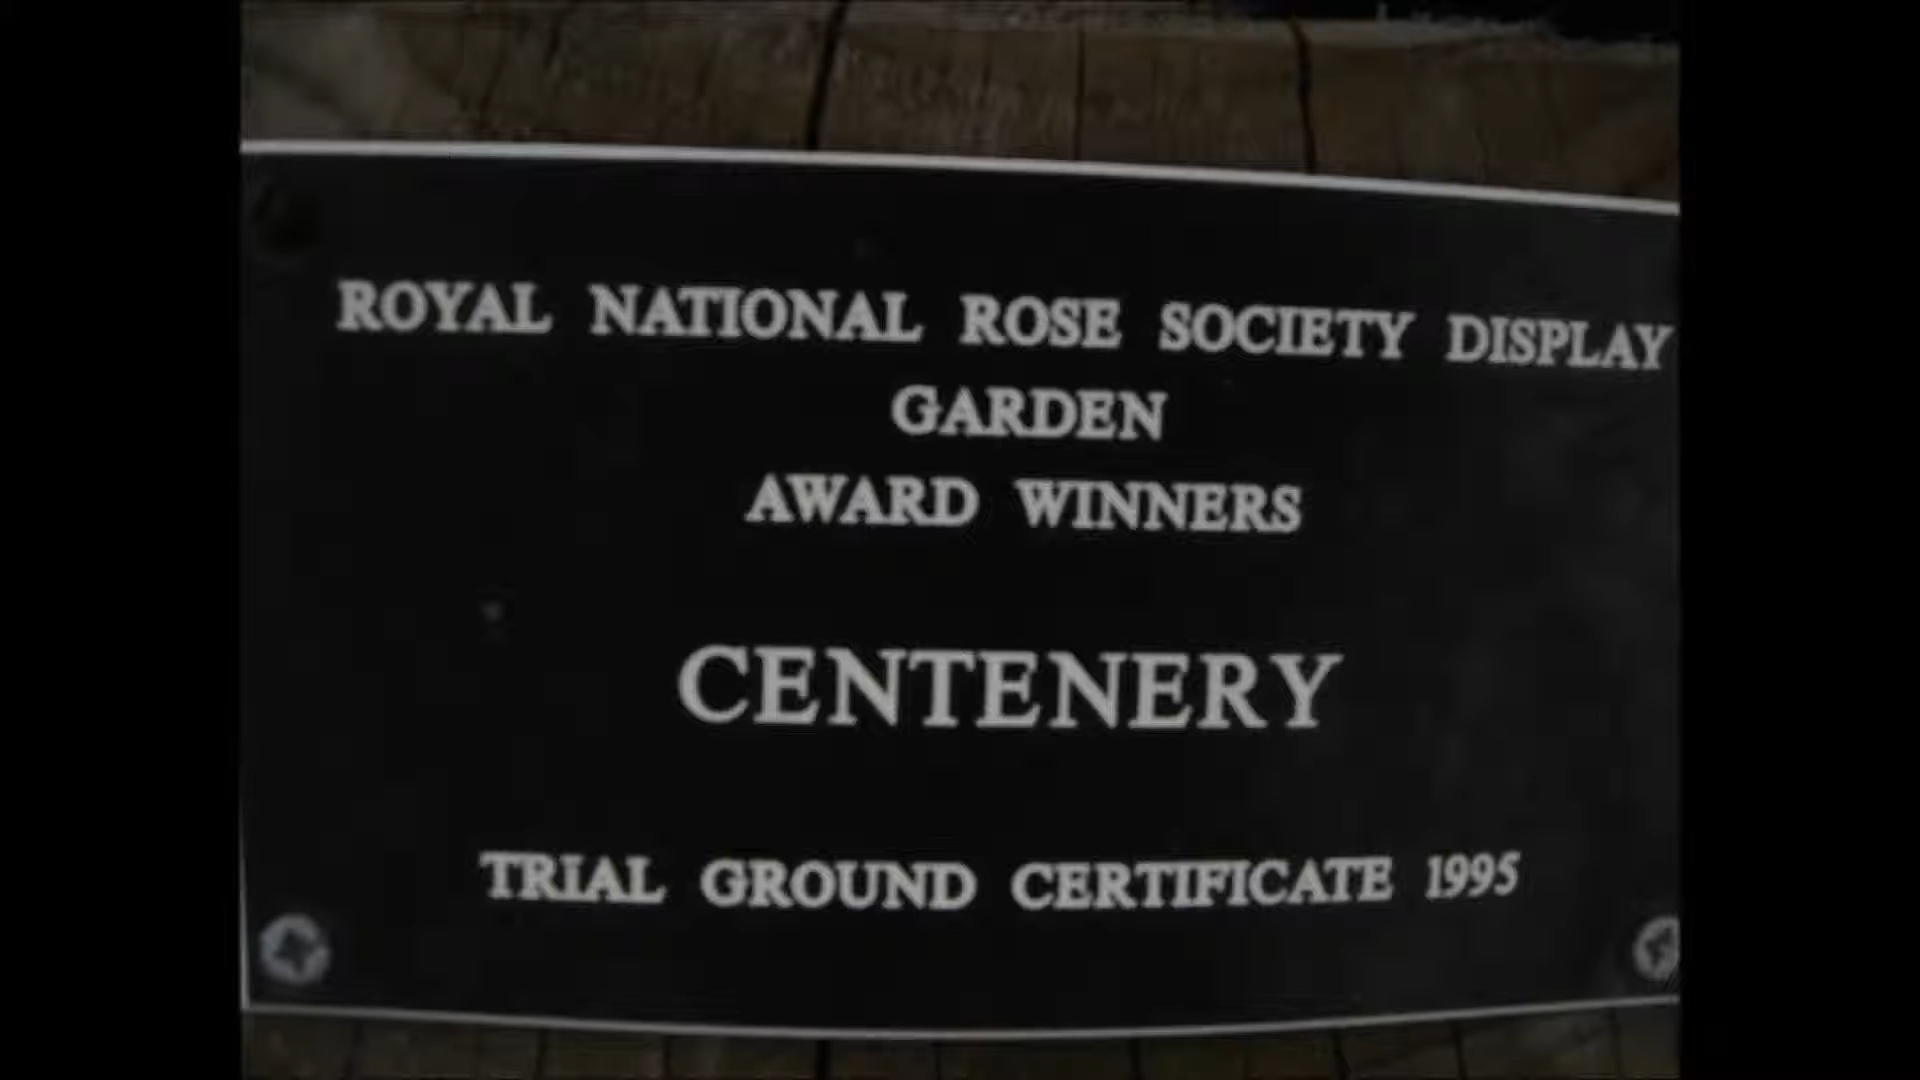 ROYAL NATIONAL ROSE SOCIETY DISPLAY
GARDEN
AWARD WINNERS
CENTENERY
TRIAL GROUND CERTIFICATE 1995